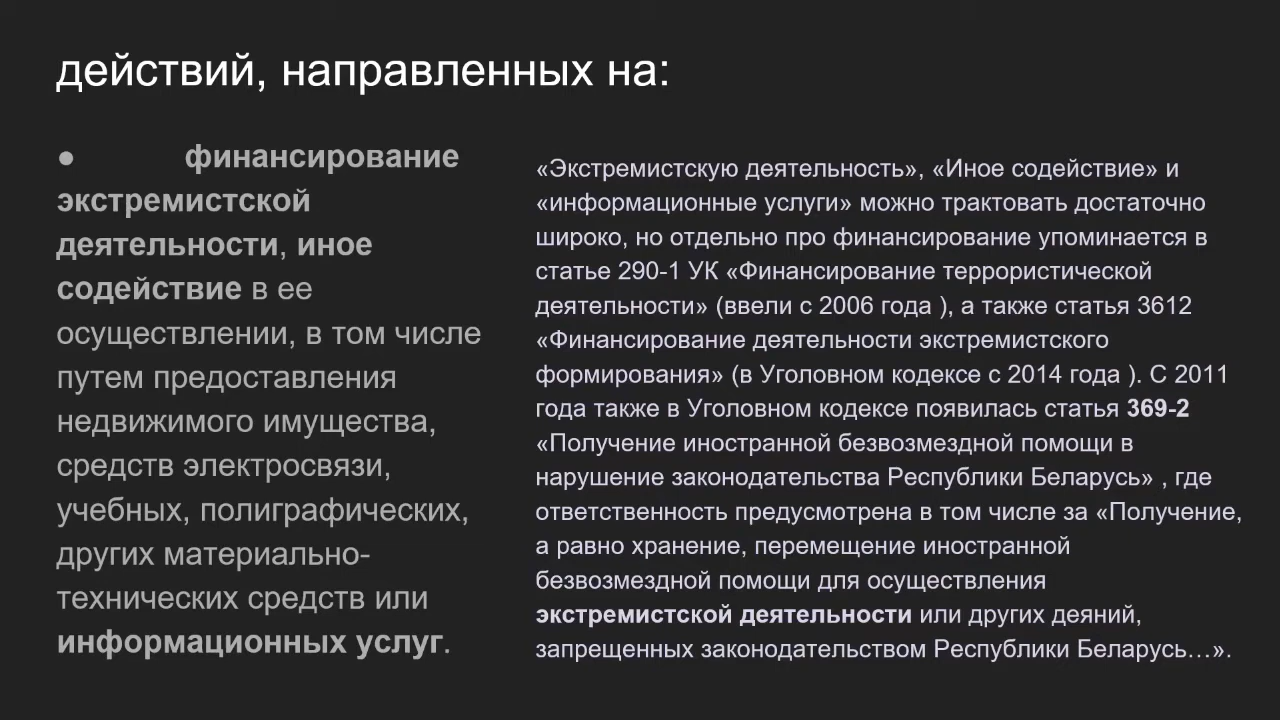 действий, направленных на:
● финансирование
экстремистской
деятельности, иное
содействие в ее
осуществлении, в том числе
путем предоставления
недвижимого имущества,
средств электросвязи,
учебных, полиграфических,
других материально-
технических средств или
информационных услуг.
«Экстремистскую деятельность», «Иное содействие» и
«информационные услуги» можно трактовать достаточно
широко, но отдельно про финансирование упоминается в
статье 290-1 УК «Финансирование террористической
деятельности» (ввели с 2006 года ), а также статья 3612
«Финансирование деятельности экстремистского
формирования» (в Уголовном кодексе с 2014 года ). С 2011
года также в Уголовном кодексе появилась статья 369-2
«Получение иностранной безвозмездной помощи в
нарушение законодательства Республики Беларусь» , где
ответственность предусмотрена в том числе за «Получение,
а равно хранение, перемещение иностранной
безвозмездной помощи для осуществления
экстремистской деятельности или других деяний,
запрещенных законодательством Республики Беларусь…».